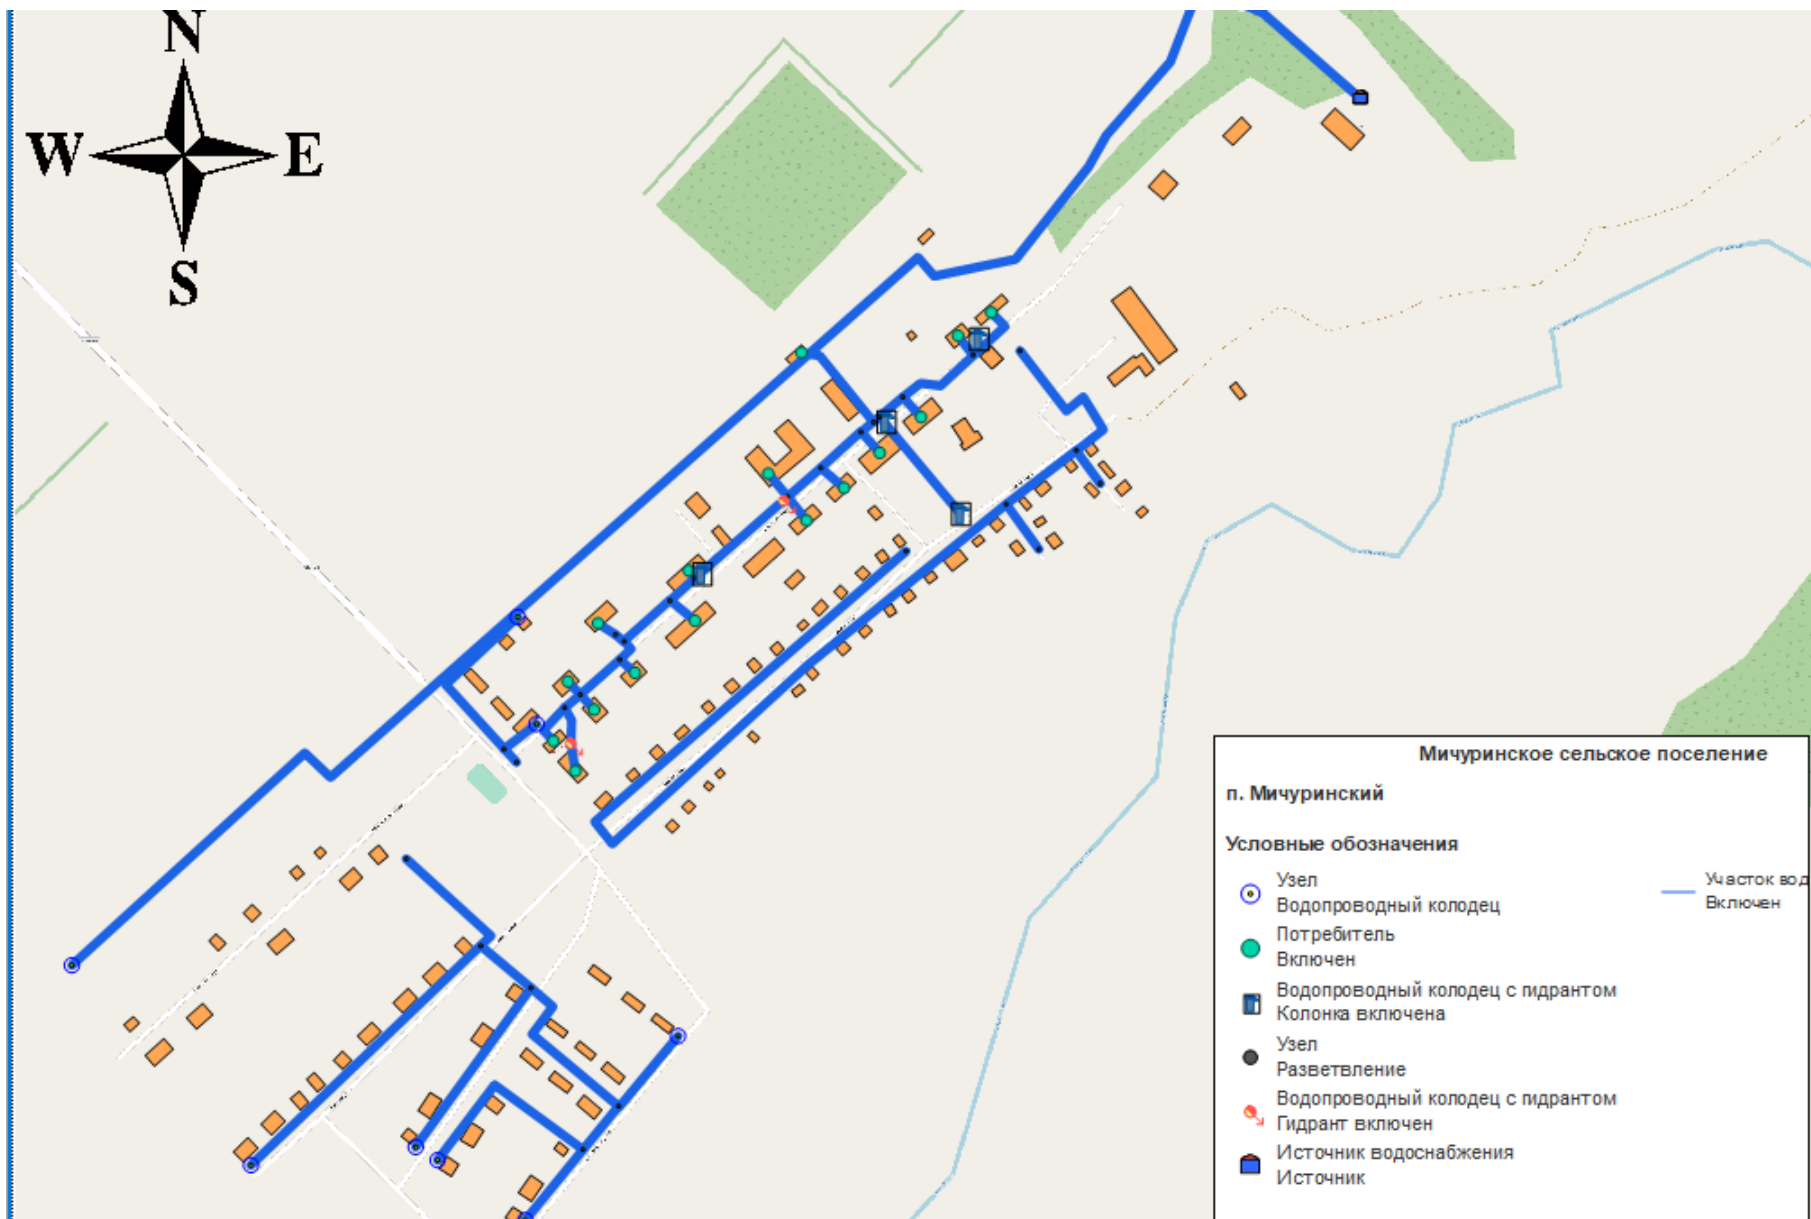 N
W
E
S
Мичуринское сельское поселение
п. Мичуринский
Условные обозначения
Узел
Водопроводный колодец
Участок вод
Включен
Потребитель
Включен
Водопроводный колодец с гидрантом
Колонка включена
Узел
Разветвление
Водопроводный колодец с гидрантом
Гидрант включен
Источник водоснабжения
Источник